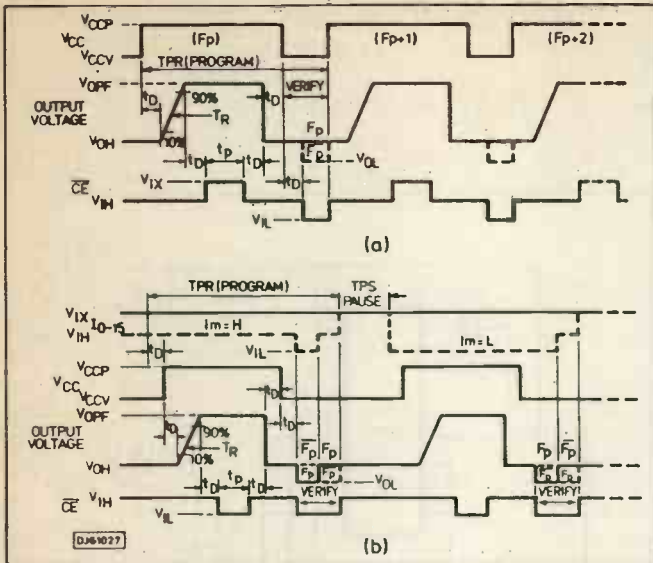 VCCP
VCC
VCCV
(Fp)
(Fp+1)
(Fp+2)
TPR(PROGRAM)
VOPF
OUTPUT
VOLTAGE
VOH
tD
90%
TR
10%
tD
VERIFY
Fp
F̅p̅
VOL
tD
tP
tD
tD
C̅E̅
VIX
VIH
VIL
(a)
TPR(PROGRAM)
TPS
PAUSE
VIX
I0-15
VIH
Im=H
VIL
Im=L
tD
VCCP
VCC
VCCV
tD
tD
VOPF
OUTPUT
VOLTAGE
VOH
tD
90%
TR
10%
F̅p̅
Fp
Fp
F̅p̅
VOL
Fp
F̅p̅
tD
tP
tD
VERIFY
VERIFY
C̅E̅
VIH
VIL
(b)
DJ61027